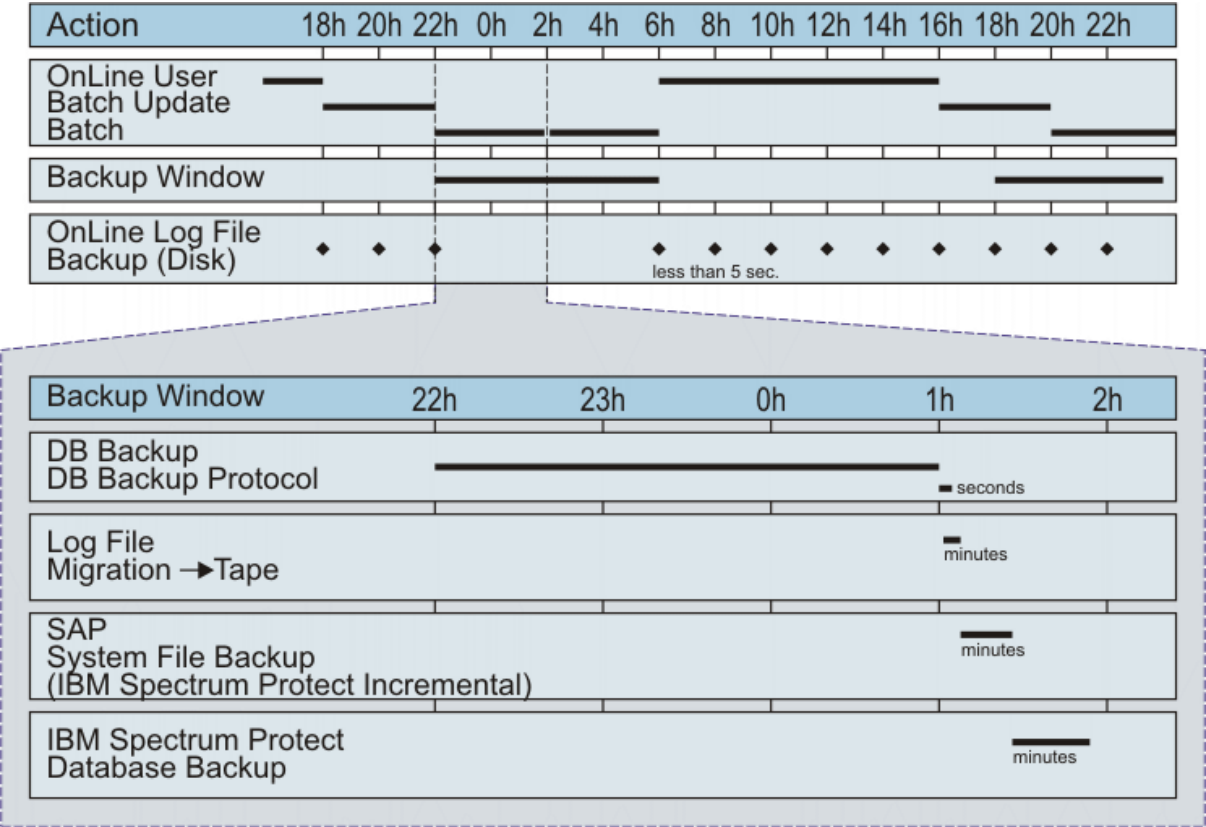 Action 18h 20h 22h 0h 2h 4h 6h 8h 10h 12h 14h 16h 18h 20h 22h
OnLine User
Batch Update
Batch
Backup Window
OnLine Log File
Backup (Disk)
less than 5 sec.
Backup Window 22h 23h 0h 1h 2h
DB Backup
DB Backup Protocol
seconds
Log File
Migration →Tape
minutes
SAP
System File Backup
(IBM Spectrum Protect Incremental)
minutes
IBM Spectrum Protect
Database Backup
minutes